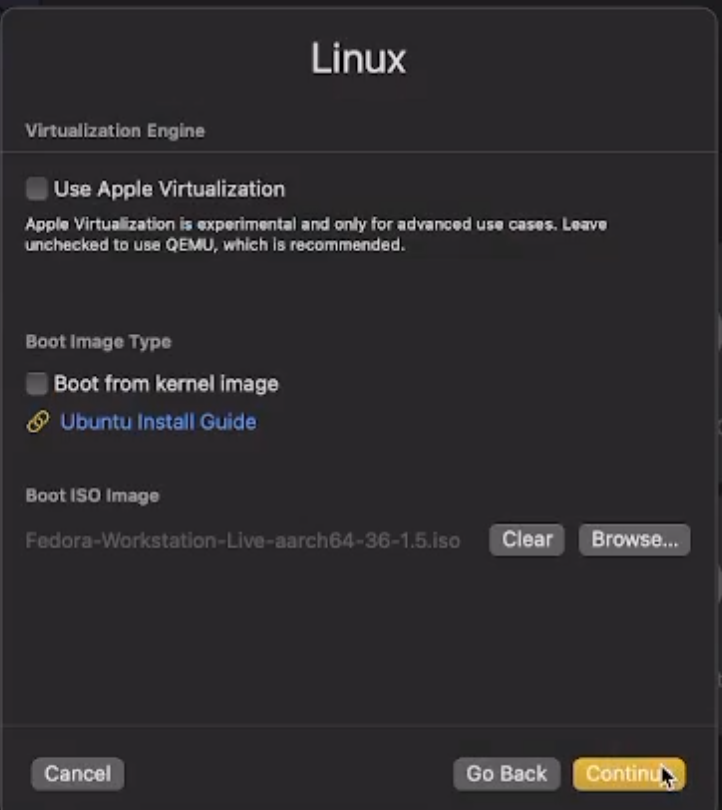 Linux
Virtualization Engine
Use Apple Virtualization
Apple Virtualization is experimental and only for advanced use cases. Leave
unchecked to use QEMU, which is recommended.
Boot Image Type
Boot from kernel image
Ubuntu Install Guide
Boot ISO Image
Fedora-Workstation-Live-aarch64-36-1.5.iso Clear Browse...
Cancel Go Back Continue